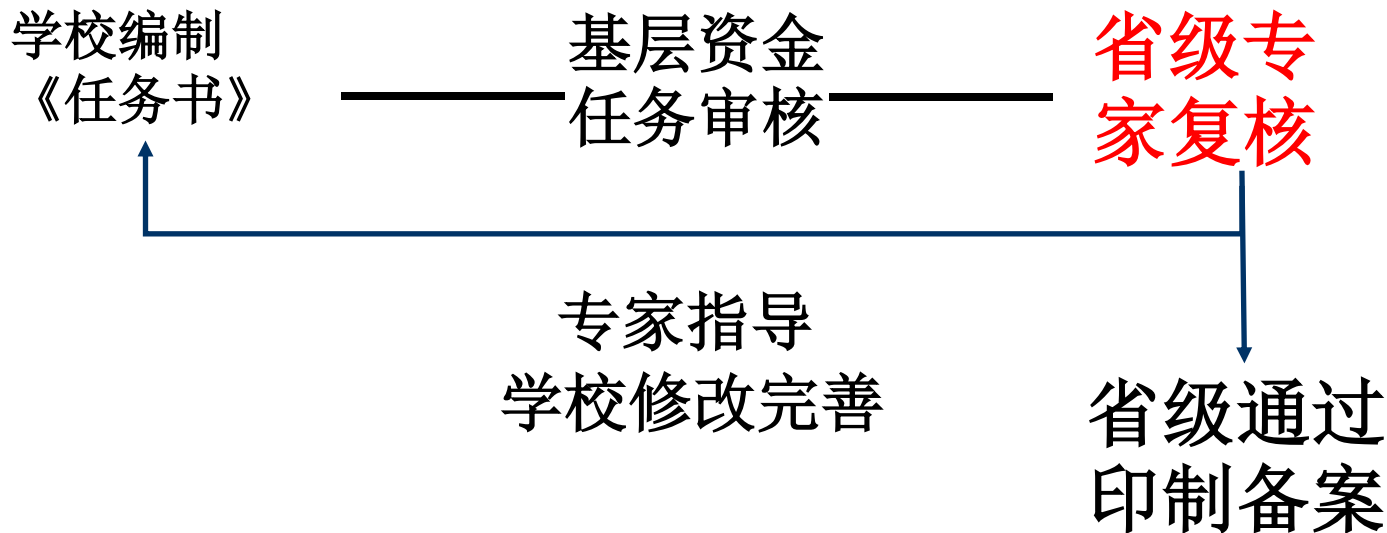 学校编制
《任务书》
基层资金
任务审核
省级专
家复核
专家指导
学校修改完善
省级通过
印制备案